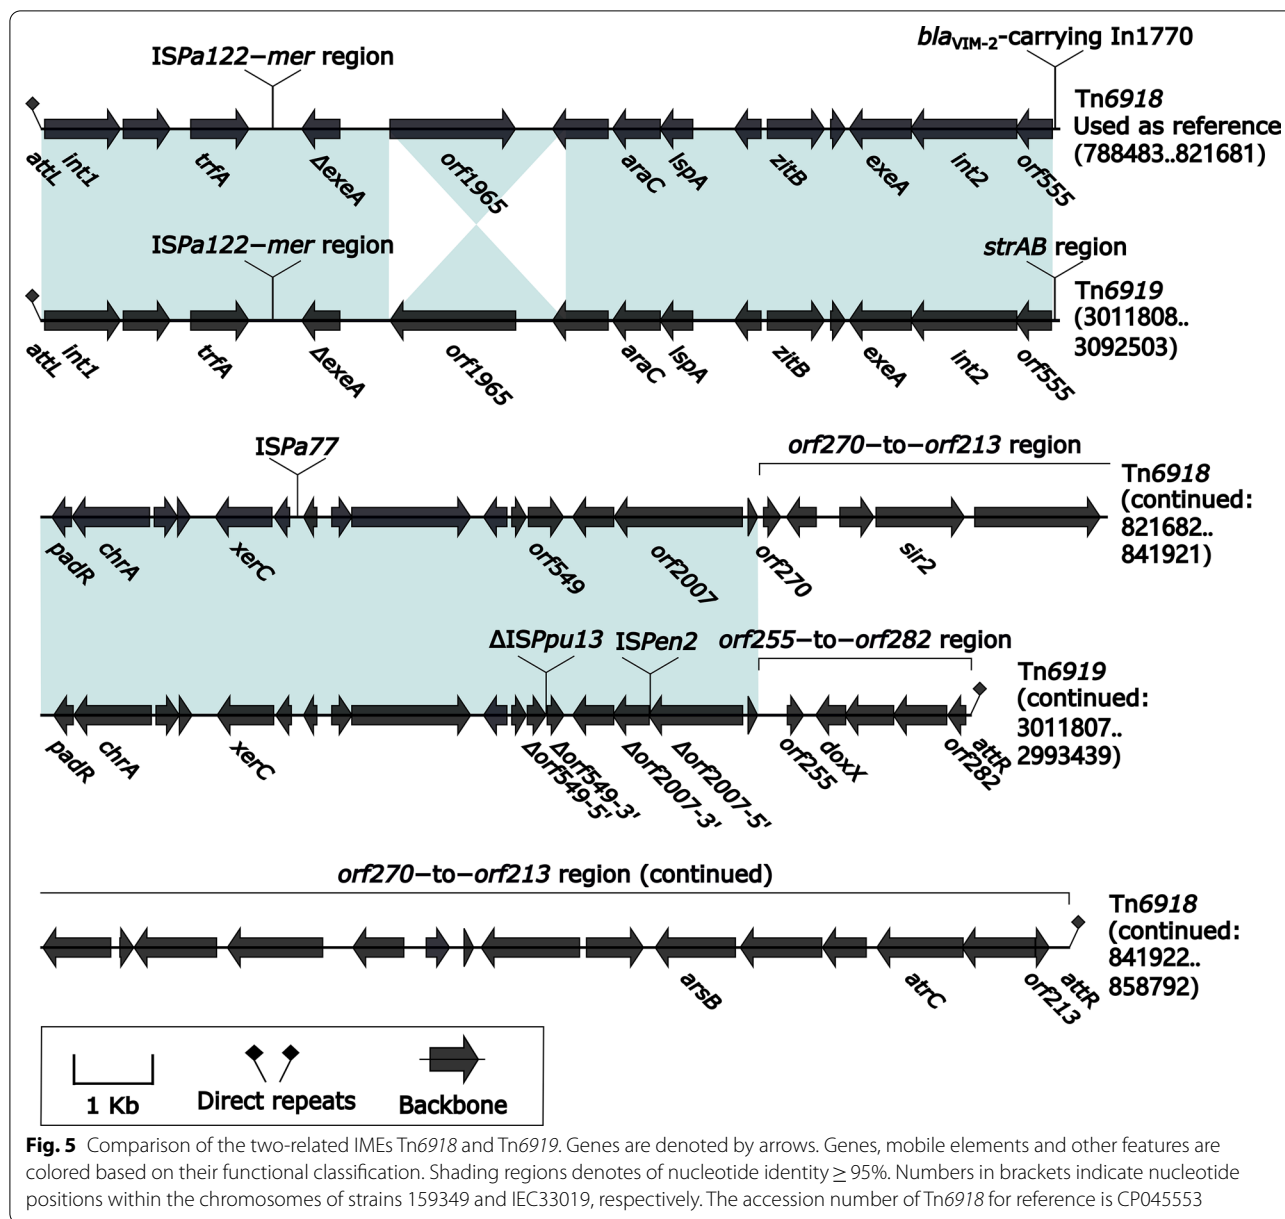 ISPa122−mer region
blaVIM-2-carrying In1770
Tn6918
Used as reference
(788483..821681)
attL int1 trfA ΔexeA orf1965 araC lspA zitB exeA int2 orf555
ISPa122−mer region
strAB region
Tn6919
(3011808..
3092503)
attL int1 trfA ΔexeA orf1965 araC lspA zitB exeA int2 orf555
ISPa77
orf270−to−orf213 region
Tn6918
(continued:
821682..
841921)
padR chrA xerC orf549 orf2007 orf270 sir2
ΔISPpu13 ISPen2 orf255−to−orf282 region
Tn6919
(continued:
3011807..
2993439)
padR chrA xerC Δorf549-5' Δorf549-3' Δorf2007-3' Δorf2007-5' orf255 doxX orf282 attR
orf270−to−orf213 region (continued)
Tn6918
(continued:
841922..
858792)
arsB atrC orf213 attR
1 Kb Direct repeats Backbone
Fig. 5 Comparison of the two-related IMEs Tn6918 and Tn6919. Genes are denoted by arrows. Genes, mobile elements and other features are
colored based on their functional classification. Shading regions denotes of nucleotide identity ≥ 95%. Numbers in brackets indicate nucleotide
positions within the chromosomes of strains 159349 and IEC33019, respectively. The accession number of Tn6918 for reference is CP045553